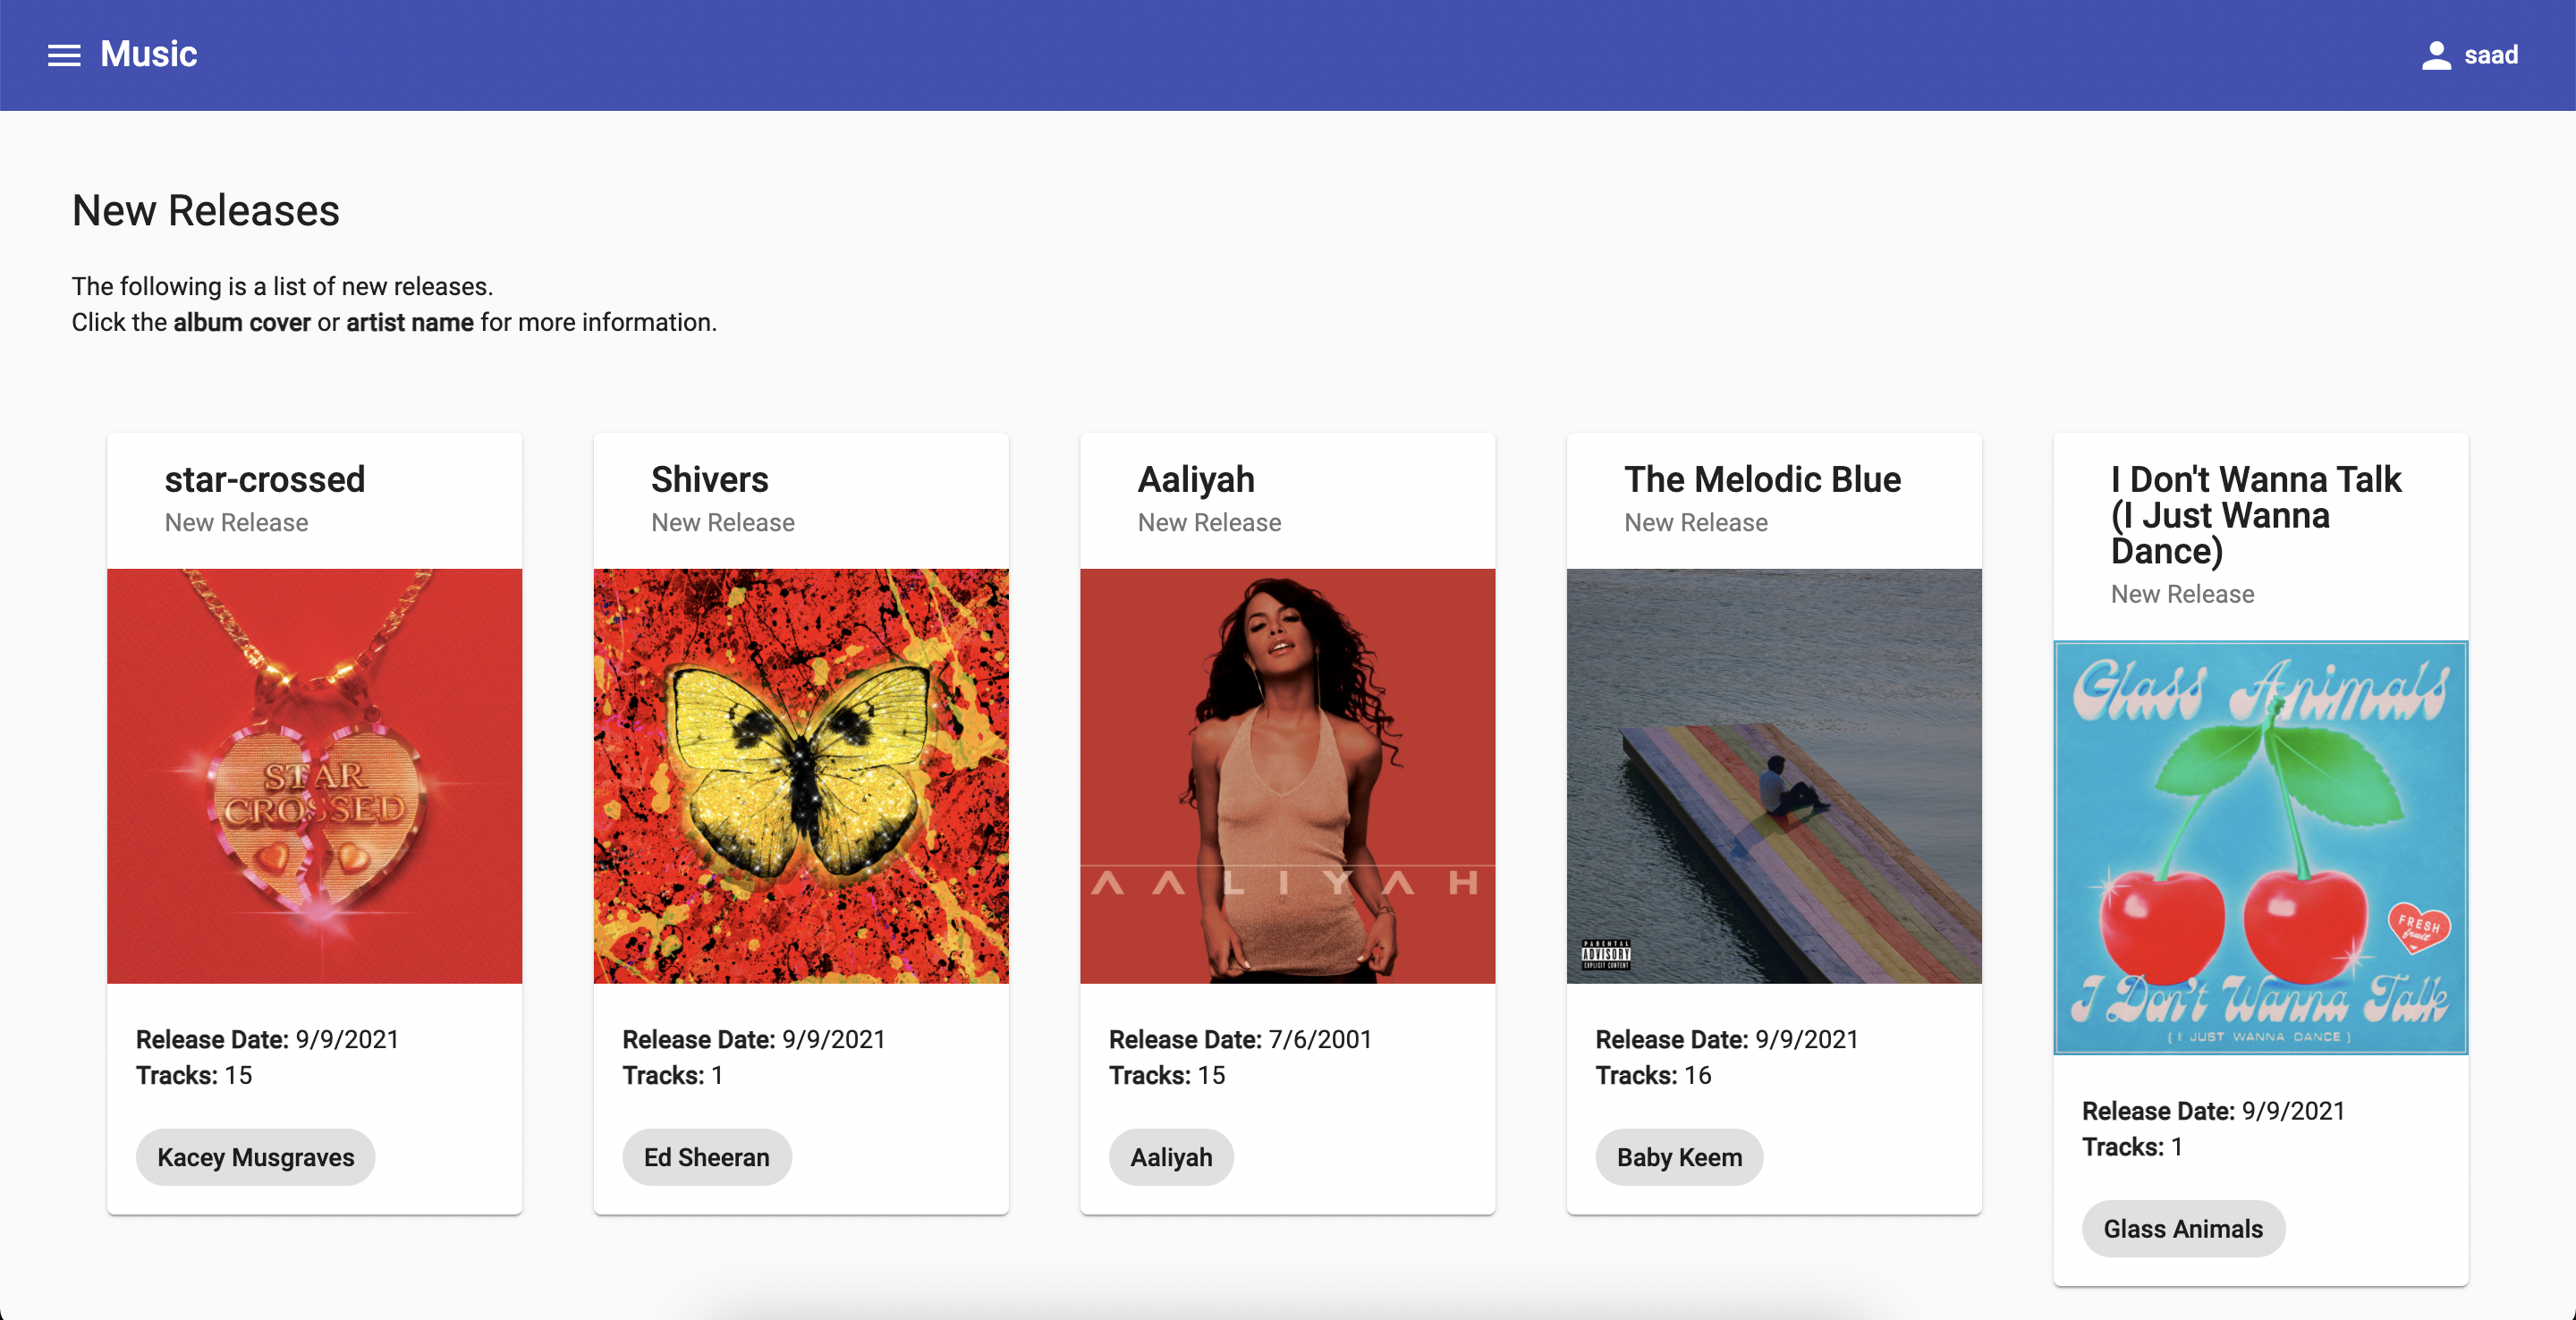 Music
saad
New Releases
The following is a list of new releases.
Click the album cover or artist name for more information.
star-crossed
New Release
STAR
CROSSED
Release Date: 9/9/2021
Tracks: 15
Kacey Musgraves
Shivers
New Release
Release Date: 9/9/2021
Tracks: 1
Ed Sheeran
Aaliyah
New Release
AALIYAH
Release Date: 7/6/2001
Tracks: 15
Aaliyah
The Melodic Blue
New Release
PARENTAL
ADVISORY
EXPLICIT CONTENT
Release Date: 9/9/2021
Tracks: 16
Baby Keem
I Don't Wanna Talk
(I Just Wanna
Dance)
New Release
Glass Animals
FRESH
fruit
I Don't Wanna Talk
( I JUST WANNA DANCE )
Release Date: 9/9/2021
Tracks: 1
Glass Animals